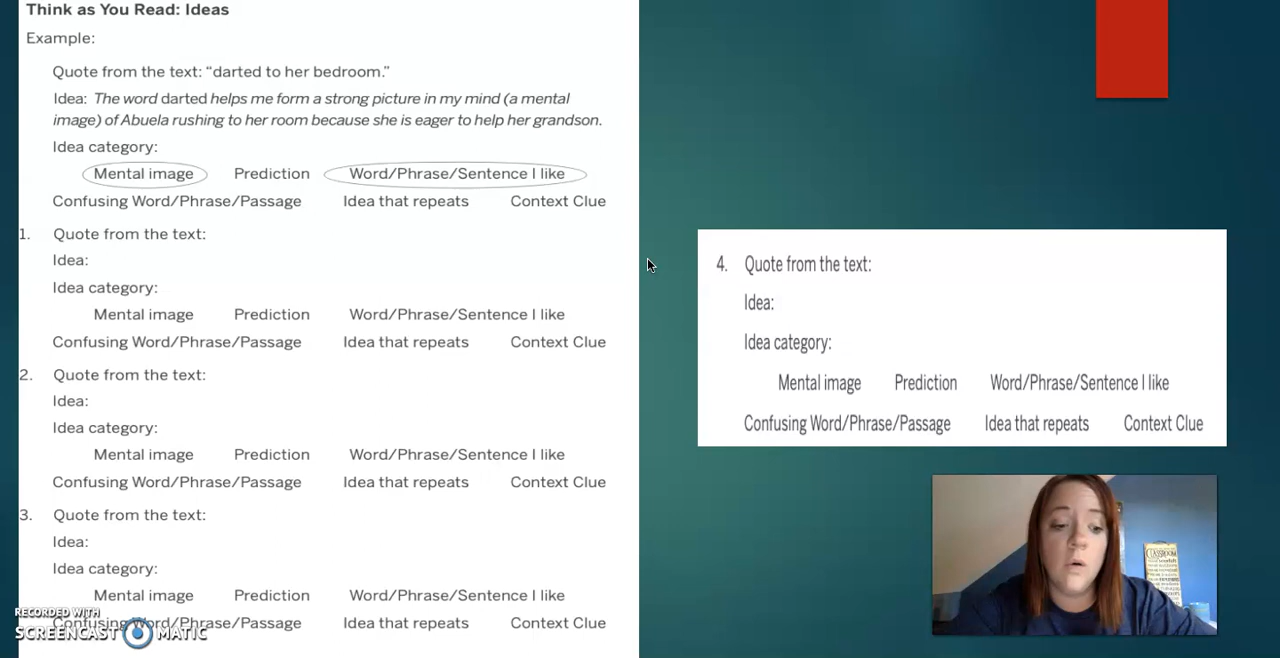 Think as You Read: Ideas
Example:
Quote from the text: “darted to her bedroom.”
Idea: The word darted helps me form a strong picture in my mind (a mental
image) of Abuela rushing to her room because she is eager to help her grandson.
Idea category:
Mental image Prediction Word/Phrase/Sentence I like
Confusing Word/Phrase/Passage Idea that repeats Context Clue
1. Quote from the text:
Idea:
Idea category:
Mental image Prediction Word/Phrase/Sentence I like
Confusing Word/Phrase/Passage Idea that repeats Context Clue
2. Quote from the text:
Idea:
Idea category:
Mental image Prediction Word/Phrase/Sentence I like
Confusing Word/Phrase/Passage Idea that repeats Context Clue
3. Quote from the text:
Idea:
Idea category:
Mental image Prediction Word/Phrase/Sentence I like
Confusing Word/Phrase/Passage Idea that repeats Context Clue
RECORDED WITH
SCREENCAST MATIC
4. Quote from the text:
Idea:
Idea category:
Mental image Prediction Word/Phrase/Sentence I like
Confusing Word/Phrase/Passage Idea that repeats Context Clue
CLASSROOM